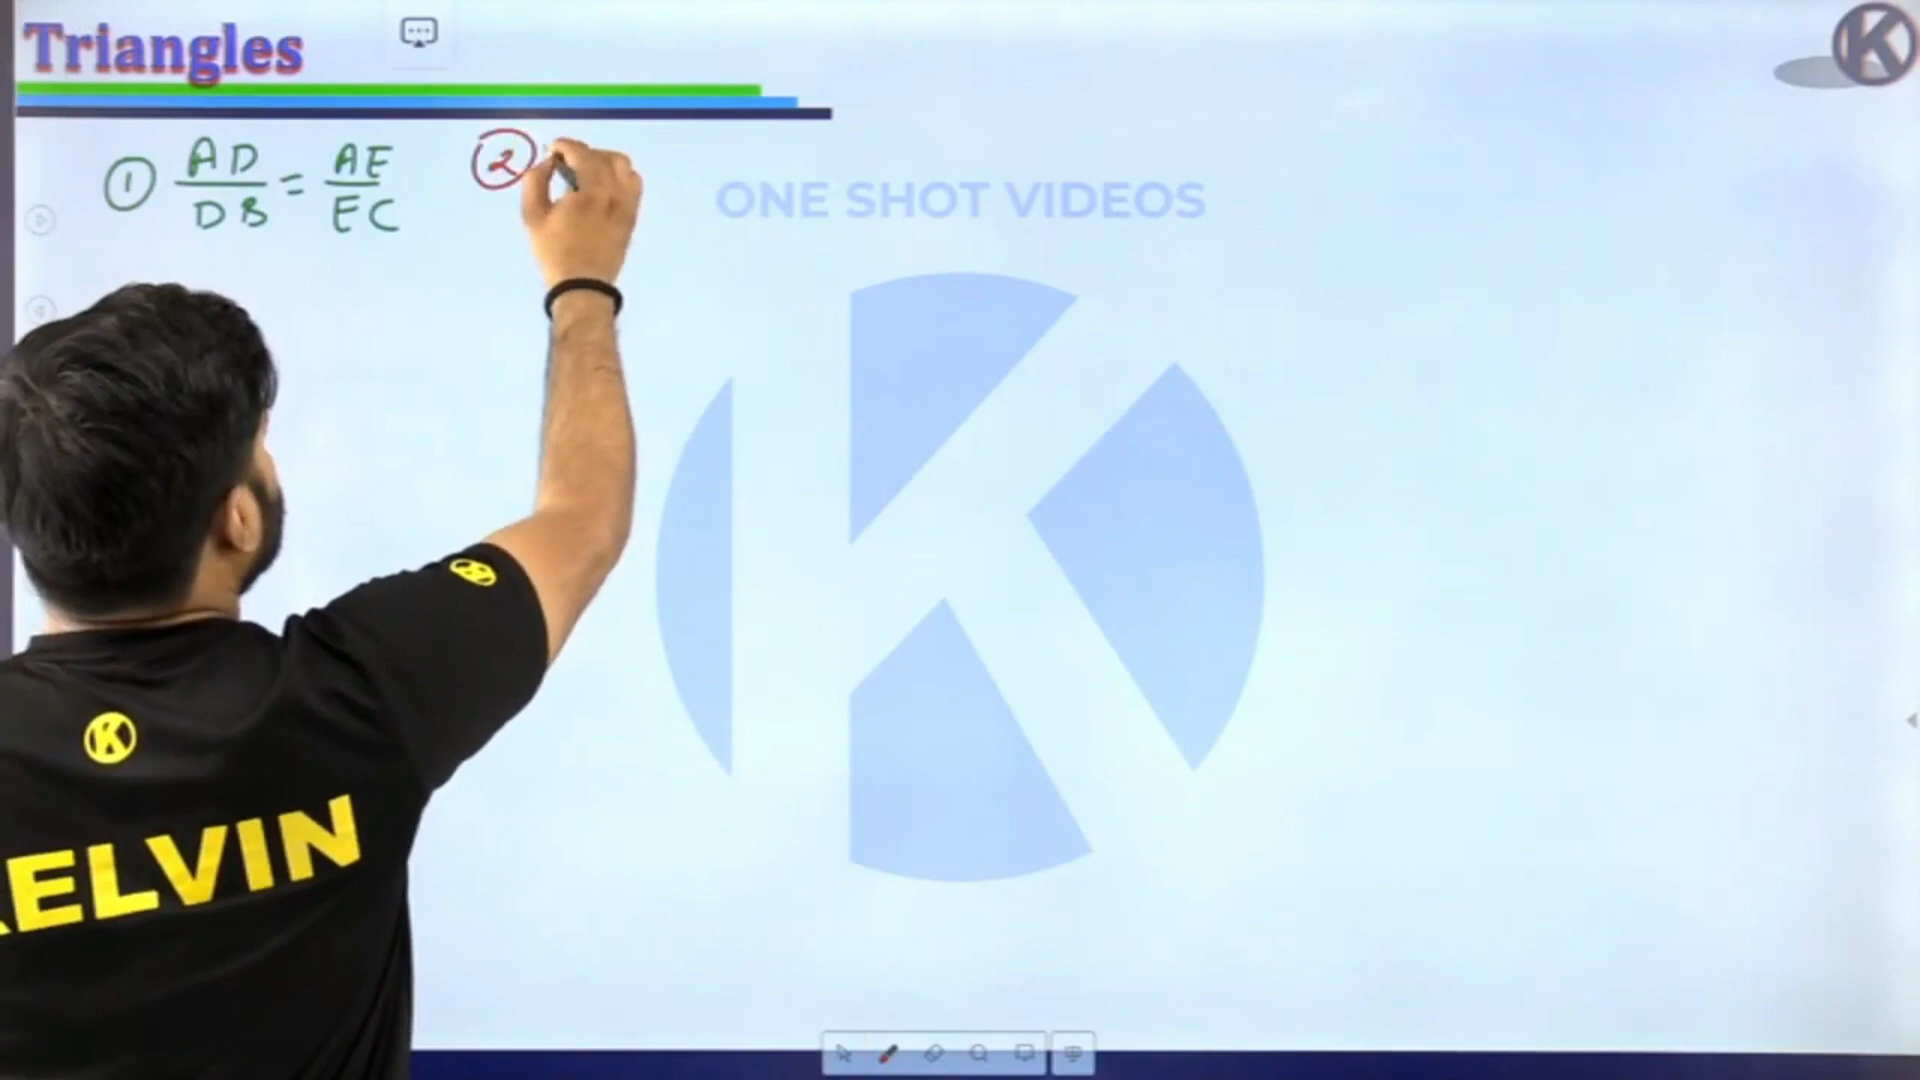 Triangles
① AD/DB = AE/EC
②
ONE SHOT VIDEOS
K
K
ELVIN